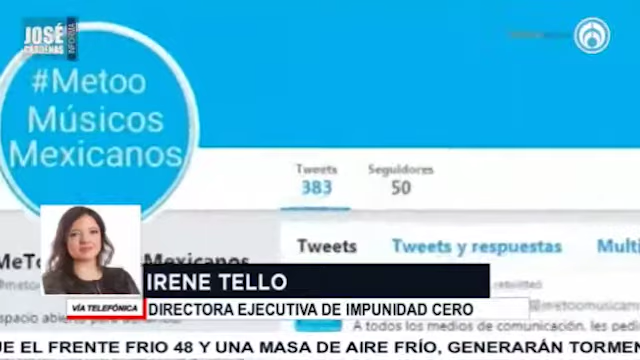 JOSÉ
CÁRDENAS
INFORMA
#Metoo
Músicos
Mexicanos
Tweets
383
Seguidores
50
Mexicanos
Tweets
Tweets y respuestas
Multi
IRENE TELLO
VÍA TELEFÓNICA
DIRECTORA EJECUTIVA DE IMPUNIDAD CERO
A todos los medios de comunicación, les pedi
UE EL FRENTE FRIO 48 Y UNA MASA DE AIRE FRÍO, GENERARÁN TORME